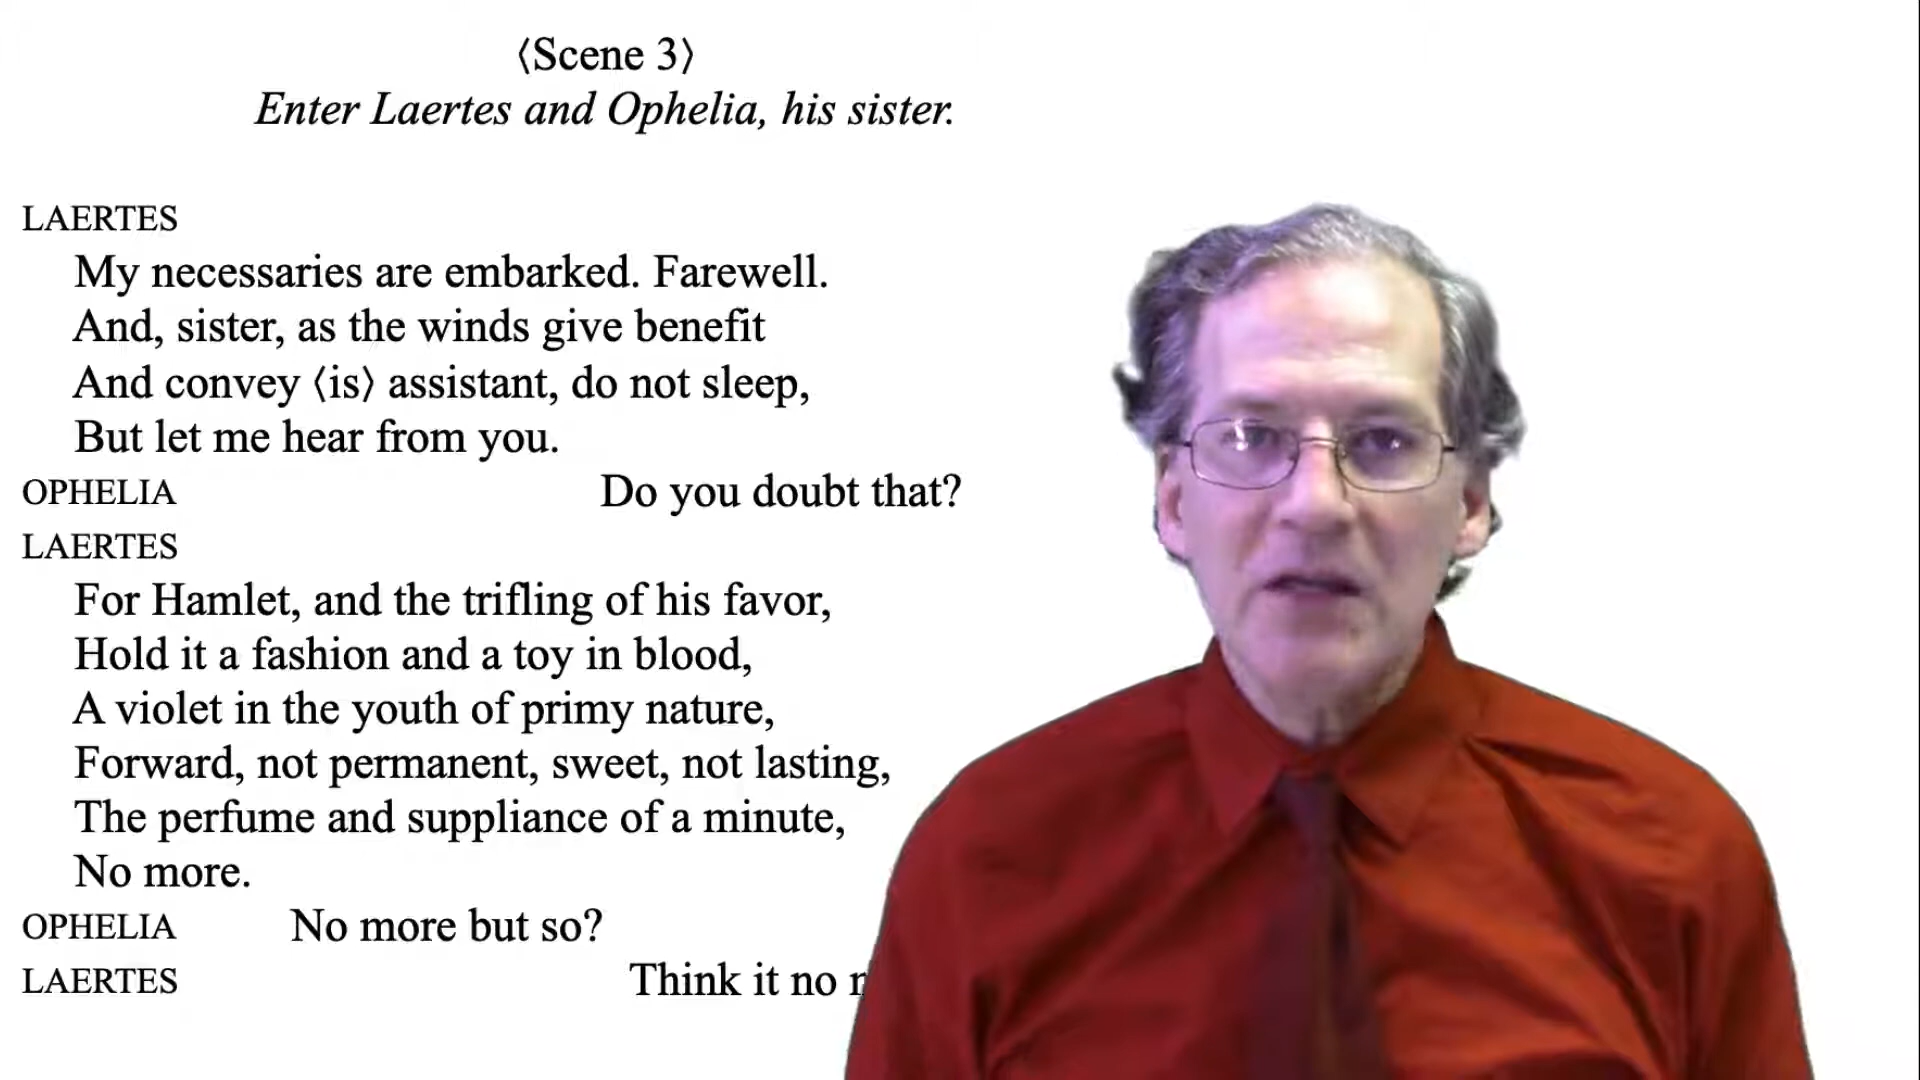 ⟨Scene 3⟩
Enter Laertes and Ophelia, his sister.
LAERTES
My necessaries are embarked. Farewell.
And, sister, as the winds give benefit
And convey ⟨is⟩ assistant, do not sleep,
But let me hear from you.
OPHELIA Do you doubt that?
LAERTES
For Hamlet, and the trifling of his favor,
Hold it a fashion and a toy in blood,
A violet in the youth of primy nature,
Forward, not permanent, sweet, not lasting,
The perfume and suppliance of a minute,
No more.
OPHELIA No more but so?
LAERTES Think it no